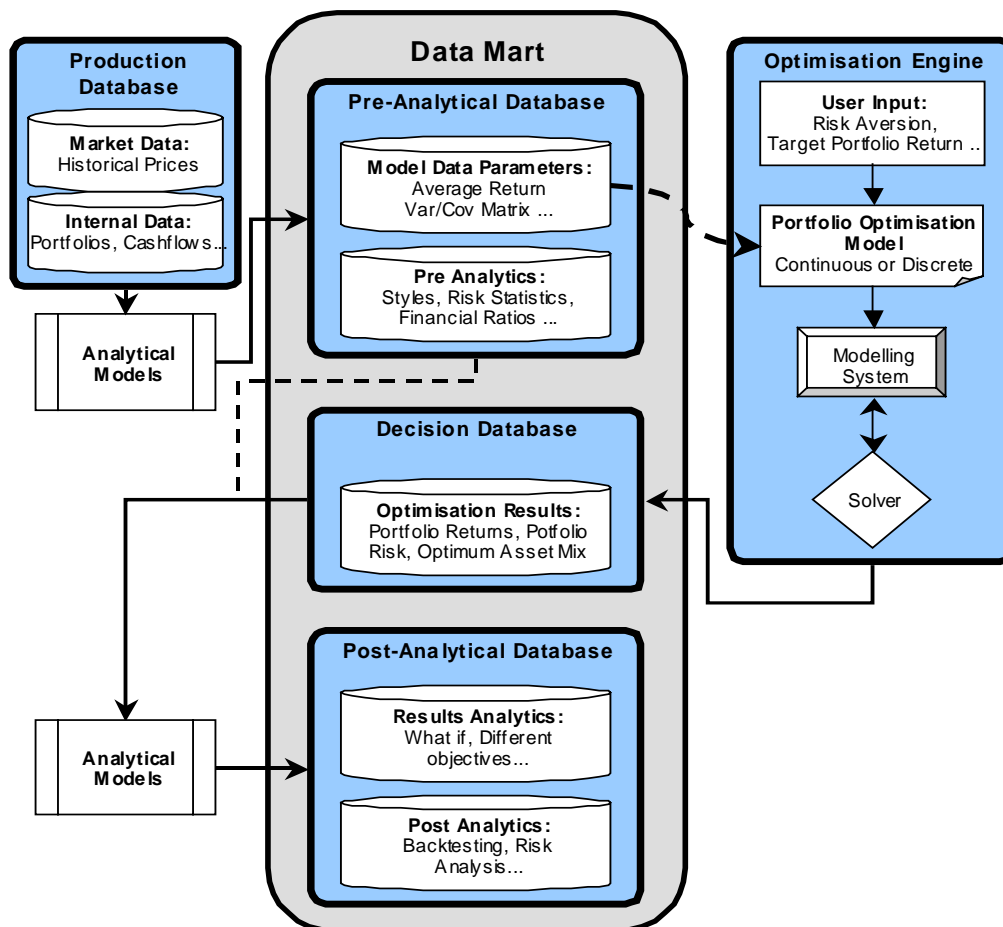 Production
Database
Market Data:
Historical Prices
Internal Data:
Portfolios, Cashflows...
Analytical
Models
Data Mart
Pre-Analytical Database
Model Data Parameters:
Average Return
Var/Cov Matrix ...
Pre Analytics:
Styles, Risk Statistics,
Financial Ratios ...
Decision Database
Optimisation Results:
Portfolio Returns, Potfolio
Risk, Optimum Asset Mix
Post-Analytical Database
Results Analytics:
What if, Different
objectives...
Post Analytics:
Backtesting, Risk
Analysis...
Analytical
Models
Optimisation Engine
User Input:
Risk Aversion,
Target Portfolio Return ..
Portfolio Optimisation
Model
Continuous or Discrete
Modelling
System
Solver